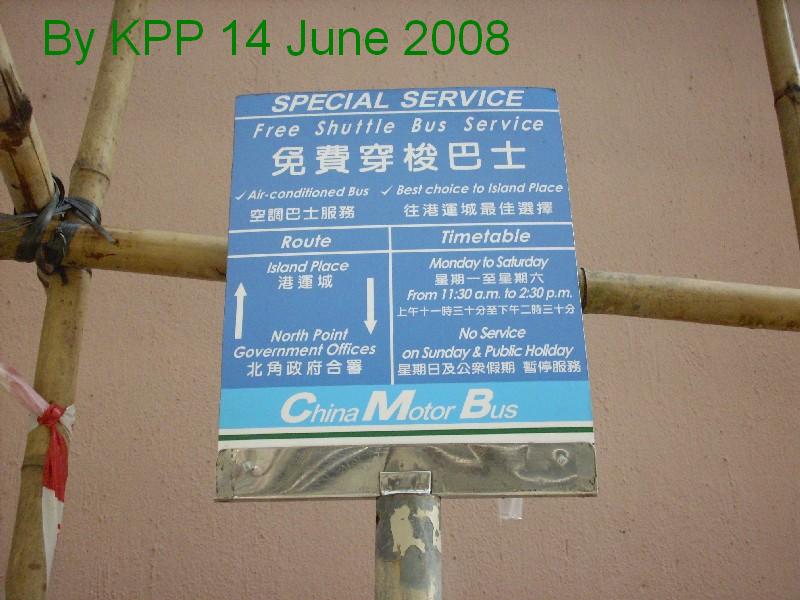 By KPP 14 June 2008
SPECIAL SERVICE
Free Shuttle Bus Service
免費穿梭巴士
✓ Air-conditioned Bus ✓ Best choice to Island Place
空調巴士服務 往港運城最佳選擇
Route
Island Place
港運城
North Point
Government Offices
北角政府合署
Timetable
Monday to Saturday
星期一至星期六
From 11:30 a.m. to 2:30 p.m.
上午十一時三十分至下午二時三十分
No Service
on Sunday & Public Holiday
星期日及公眾假期 暫停服務
China Motor Bus